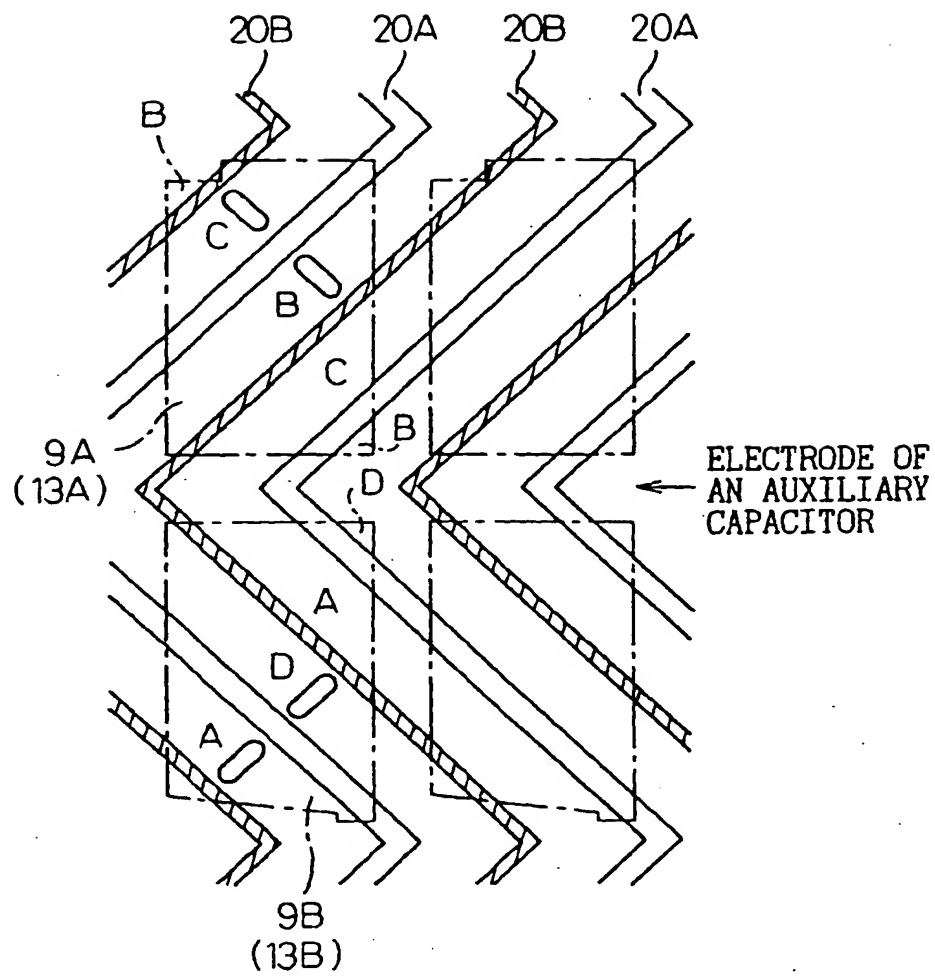 20B 20A 20B 20A
B
C
B
C
9A
(13A)
B
D
ELECTRODE OF
AN AUXILIARY
CAPACITOR
A
D
A
9B
(13B)